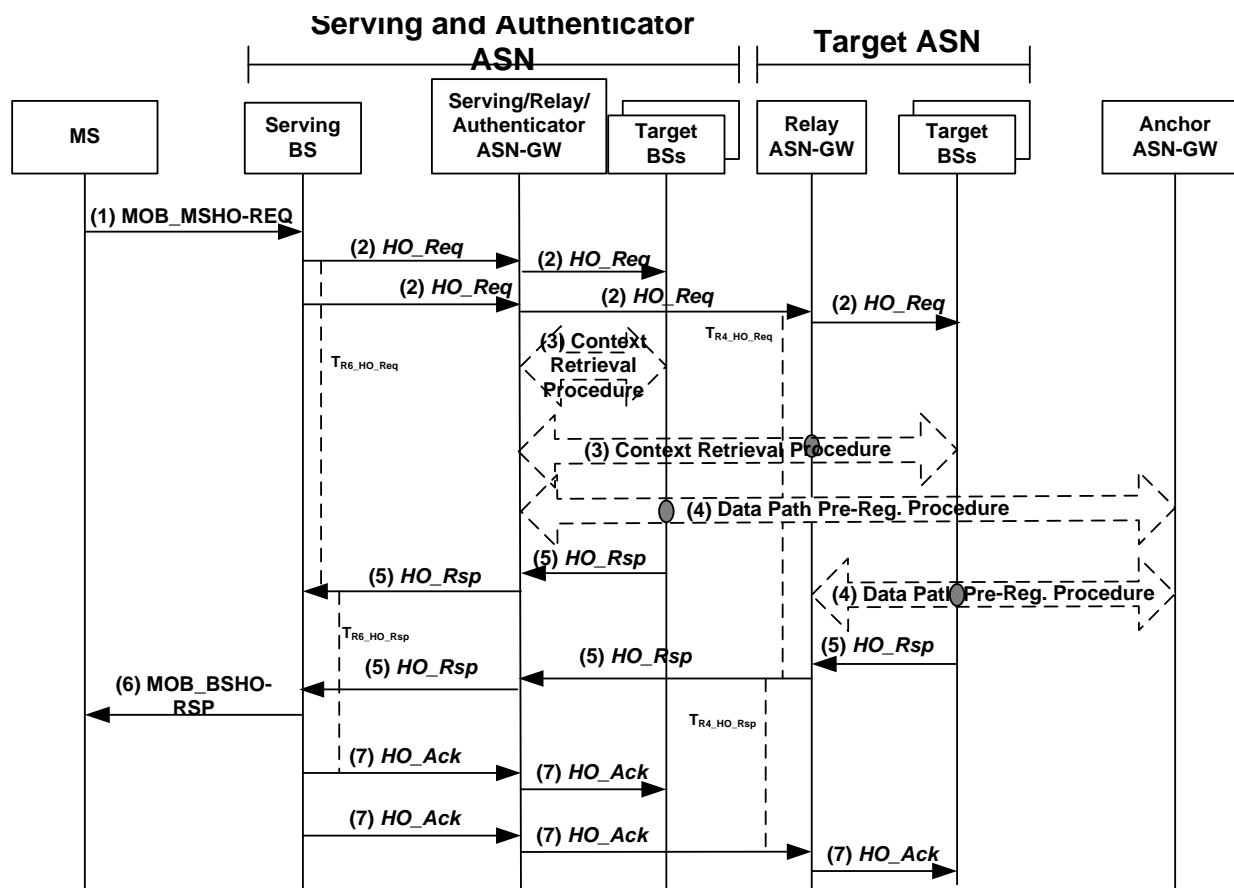 Serving and Authenticator
ASN
Target ASN
MS
Serving
BS
Serving/Relay/
Authenticator
ASN-GW
Target
BSs
Relay
ASN-GW
Target
BSs
Anchor
ASN-GW
(1) MOB_MSHO-REQ
(2) HO_Req
(2) HO_Req
(2) HO_Req
(2) HO_Req
(2) HO_Req
TR6_HO_Req
TR4_HO_Req
(3) Context
Retrieval
Procedure
(3) Context Retrieval Procedure
(4) Data Path Pre-Reg. Procedure
(5) HO_Rsp
(5) HO_Rsp
(4) Data Path Pre-Reg. Procedure
TR6_HO_Rsp
(5) HO_Rsp
(5) HO_Rsp
(5) HO_Rsp
(6) MOB_BSHO-
RSP
TR4_HO_Rsp
(7) HO_Ack
(7) HO_Ack
(7) HO_Ack
(7) HO_Ack
(7) HO_Ack